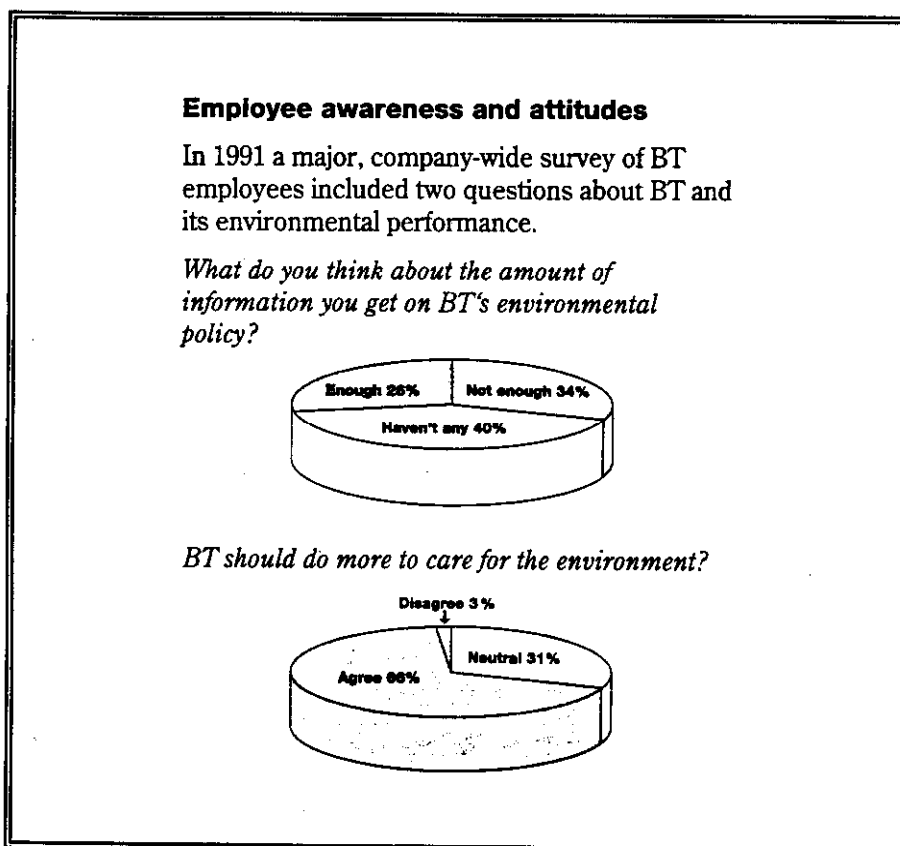 Employee awareness and attitudes
In 1991 a major, company-wide survey of BT
employees included two questions about BT and
its environmental performance.
What do you think about the amount of
information you get on BT's environmental
policy?
Enough 26% Not enough 34%
Haven't any 40%
BT should do more to care for the environment?
Disagree 3%
Neutral 31%
Agree 66%